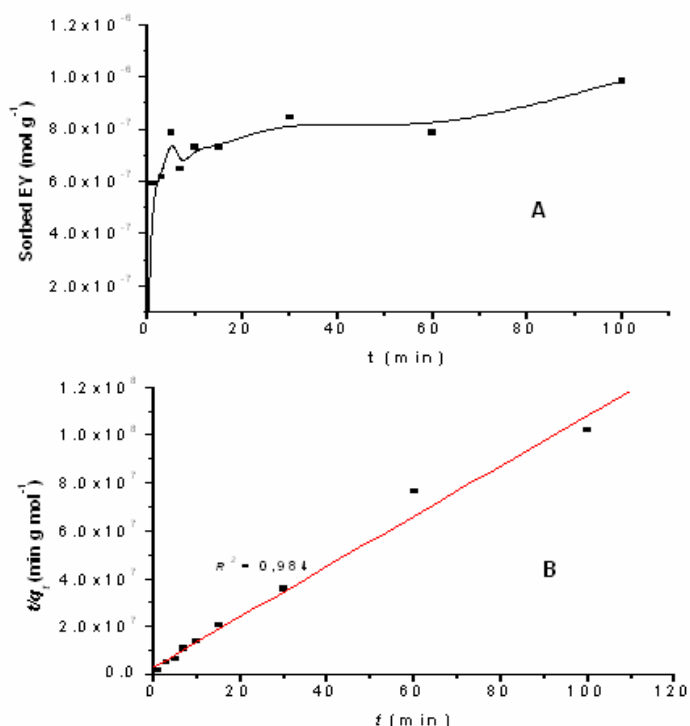 Sorbed EY (mol g⁻¹)
1.2x10⁻⁶
1.0x10⁻⁶
8.0x10⁻⁷
6.0x10⁻⁷
4.0x10⁻⁷
2.0x10⁻⁷
A
0 20 40 60 80 100
t (min)
t/qₜ (min g mol⁻¹)
1.2x10⁸
1.0x10⁸
8.0x10⁷
6.0x10⁷
4.0x10⁷
2.0x10⁷
0.0
R² = 0,984
B
0 20 40 60 80 100 120
t (min)